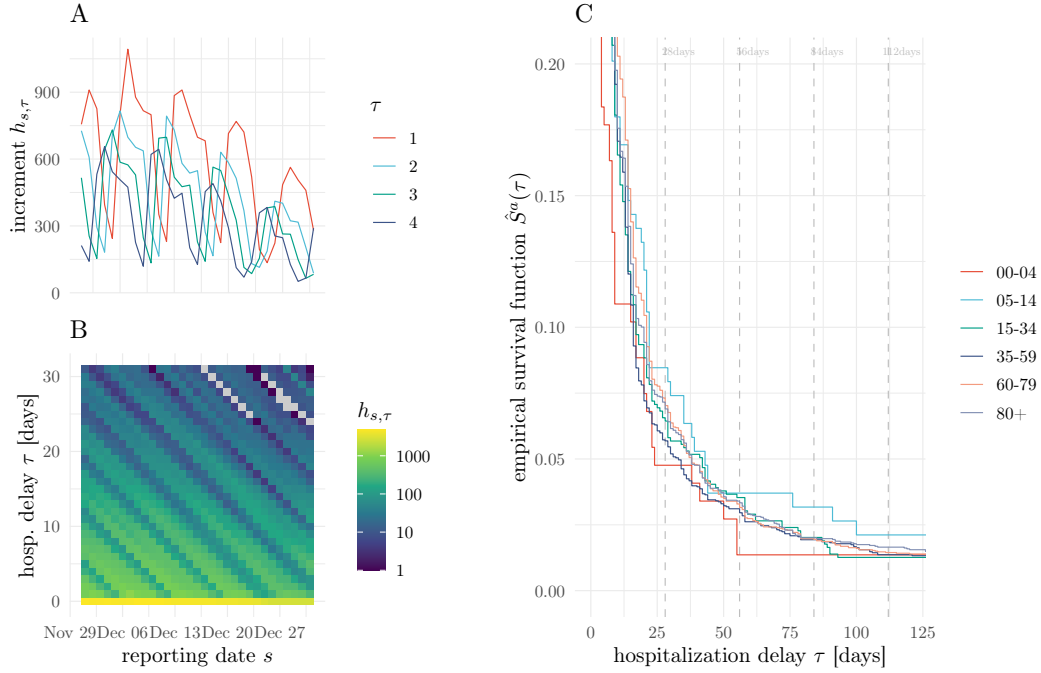 A
increment h_{s,τ}
900
600
300
0
τ
1
2
3
4
B
hosp. delay τ [days]
30
20
10
0
Nov 29 Dec 06 Dec 13 Dec 20 Dec 27
reporting date s
h_{s,τ}
1000
100
10
1
C
empirical survival function Ŝ^a(τ)
0.20
0.15
0.10
0.05
0.00
28days
56days
84days
112days
0 25 50 75 100 125
hospitalization delay τ [days]
00-04
05-14
15-34
35-59
60-79
80+